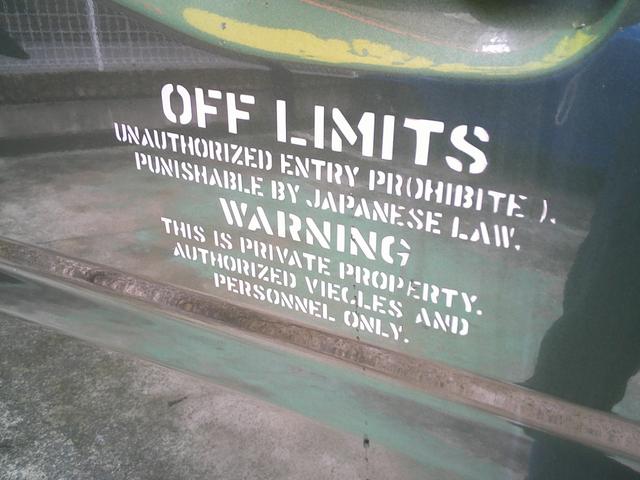 OFF LIMITS
UNAUTHORIZED ENTRY PROHIBITE ).
PUNISHABLE BY JAPANESE LAW.
WARNING
THIS IS PRIVATE PROPERTY.
AUTHORIZED VIECLES AND
PERSONNEL ONLY.